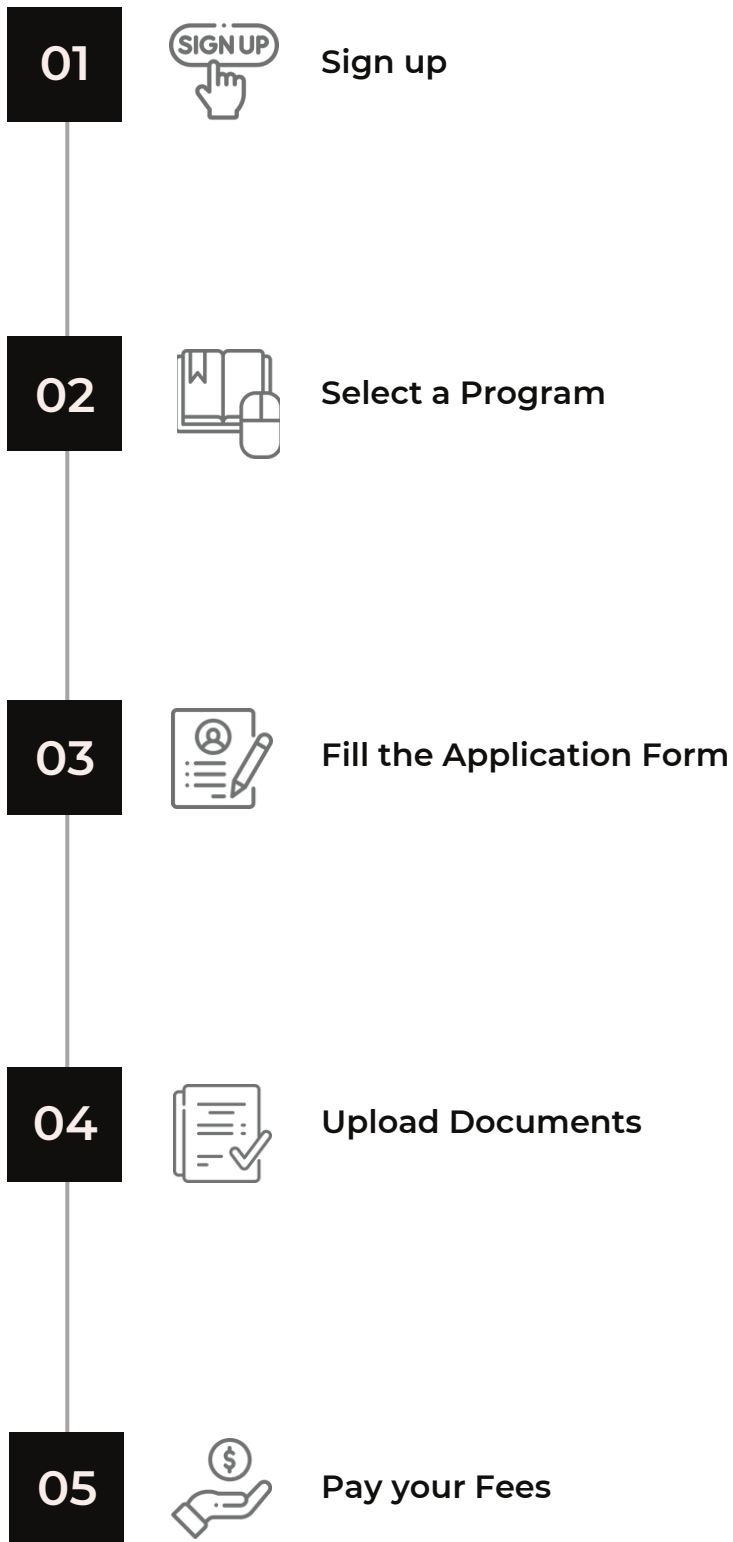 01
SIGN UP
Sign up
02
Select a Program
03
Fill the Application Form
04
Upload Documents
05
$
Pay your Fees